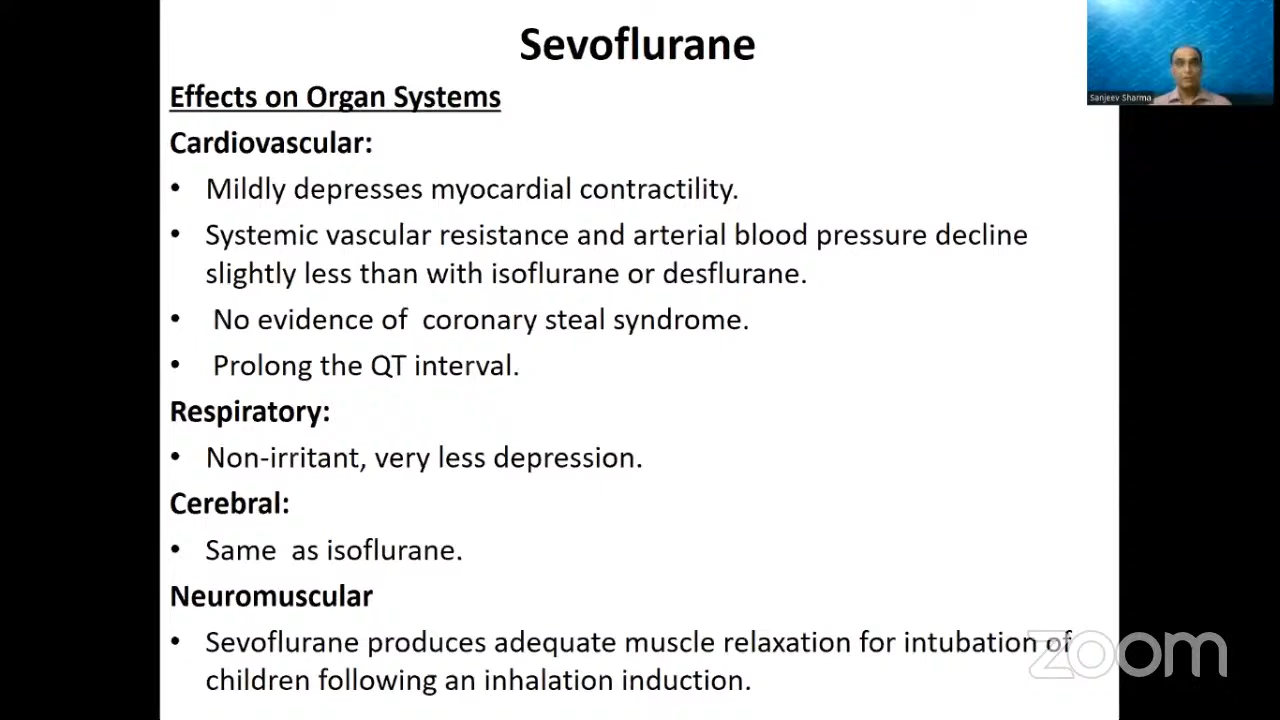 Sevoflurane
Sanjeev Sharma
Effects on Organ Systems
Cardiovascular:
• Mildly depresses myocardial contractility.
• Systemic vascular resistance and arterial blood pressure decline
slightly less than with isoflurane or desflurane.
• No evidence of coronary steal syndrome.
• Prolong the QT interval.
Respiratory:
• Non-irritant, very less depression.
Cerebral:
• Same as isoflurane.
Neuromuscular
• Sevoflurane produces adequate muscle relaxation for intubation of
children following an inhalation induction.
zoom